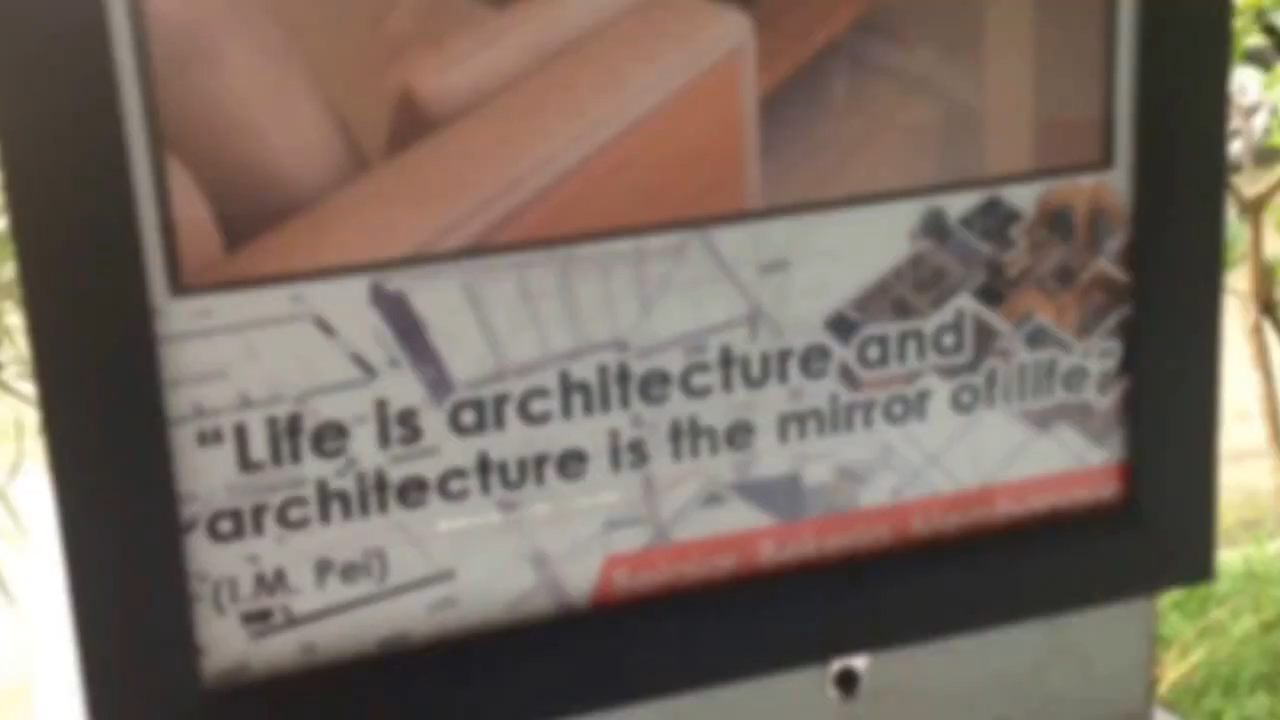 “Life is architecture and
architecture is the mirror of life”
(I.M. Pei)